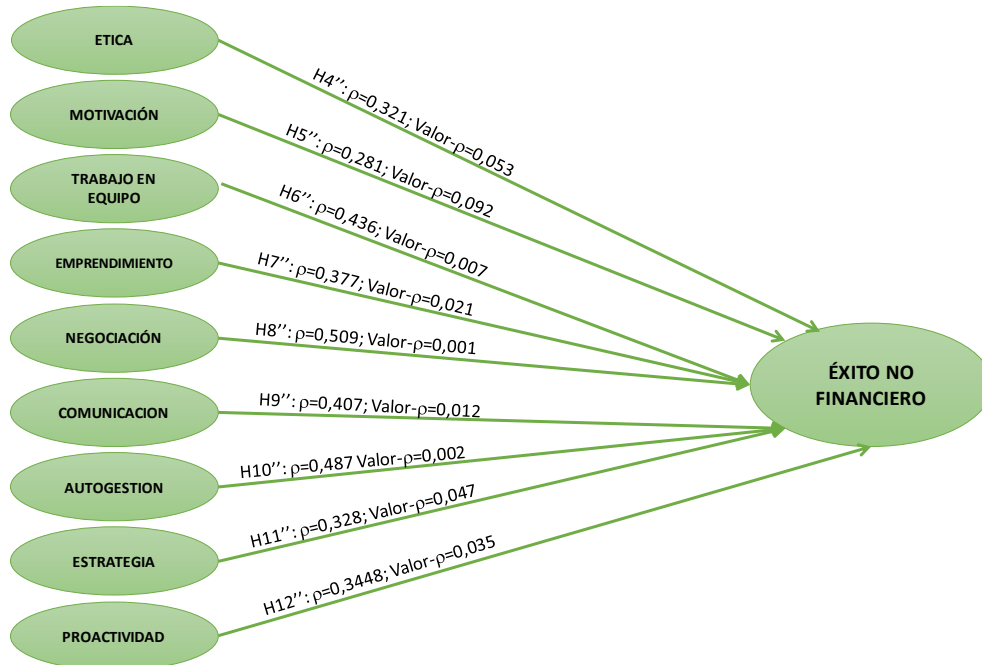 ETICA
H4’’: ρ=0,321; Valor-ρ=0,053
MOTIVACIÓN
H5’’: ρ=0,281; Valor-ρ=0,092
TRABAJO EN
EQUIPO
H6’’: ρ=0,436; Valor-ρ=0,007
EMPRENDIMIENTO
H7’’: ρ=0,377; Valor-ρ=0,021
NEGOCIACIÓN
H8’’: ρ=0,509; Valor-ρ=0,001
COMUNICACION
H9’’: ρ=0,407; Valor-ρ=0,012
AUTOGESTION
H10’’: ρ=0,487 Valor-ρ=0,002
ESTRATEGIA
H11’’: ρ=0,328; Valor-ρ=0,047
PROACTIVIDAD
H12’’: ρ=0,3448; Valor-ρ=0,035
ÉXITO NO
FINANCIERO